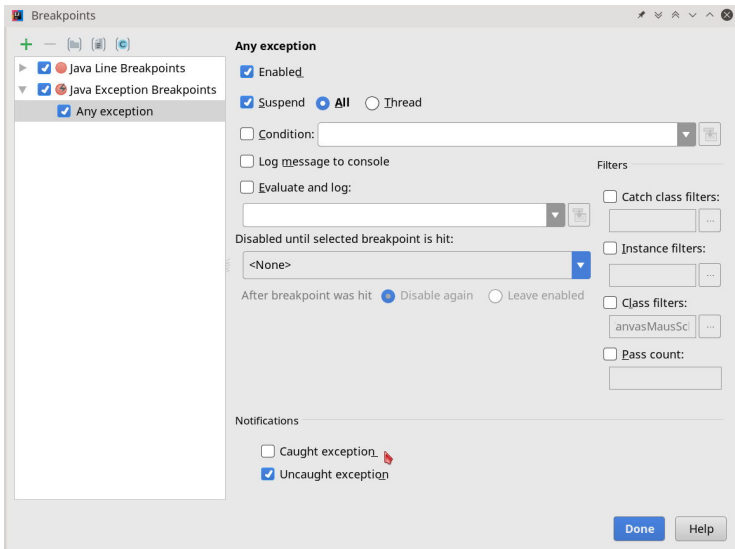 Breakpoints
Java Line Breakpoints
Java Exception Breakpoints
Any exception
Any exception
Enabled
Suspend All Thread
Condition:
Log message to console
Evaluate and log:
Disabled until selected breakpoint is hit:
<None>
After breakpoint was hit Disable again Leave enabled
Filters
Catch class filters:
...
Instance filters:
...
Class filters:
anvasMausScl ...
Pass count:
Notifications
Caught exception
Uncaught exception
Done Help